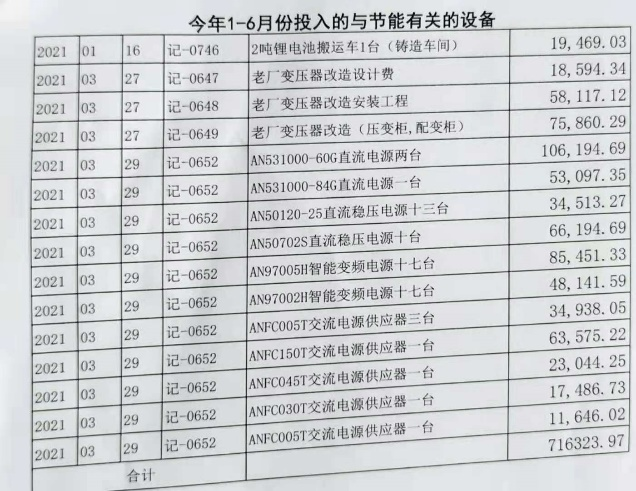 今年1-6月份投入的与节能有关的设备
2021 01 16 记-0746 2吨锂电池搬运车1台（铸造车间） 19,469.03
2021 03 27 记-0647 老厂变压器改造设计费 18,594.34
2021 03 27 记-0648 老厂变压器改造安装工程 58,117.12
2021 03 27 记-0649 老厂变压器改造（压变柜,配变柜） 75,860.29
2021 03 29 记-0652 AN531000-60G直流电源两台 106,194.69
2021 03 29 记-0652 AN531000-84G直流电源一台 53,097.35
2021 03 29 记-0652 AN50120-25直流稳压电源十三台 34,513.27
2021 03 29 记-0652 AN50702S直流稳压电源十台 66,194.69
2021 03 29 记-0652 AN97005H智能变频电源十七台 85,451.33
2021 03 29 记-0652 AN97002H智能变频电源十七台 48,141.59
2021 03 29 记-0652 ANFC005T交流电源供应器三台 34,938.05
2021 03 29 记-0652 ANFC150T交流电源供应器一台 63,575.22
2021 03 29 记-0652 ANFC045T交流电源供应器一台 23,044.25
2021 03 29 记-0652 ANFC030T交流电源供应器一台 17,486.73
2021 03 29 记-0652 ANFC005T交流电源供应器一台 11,646.02
合计 716323.97